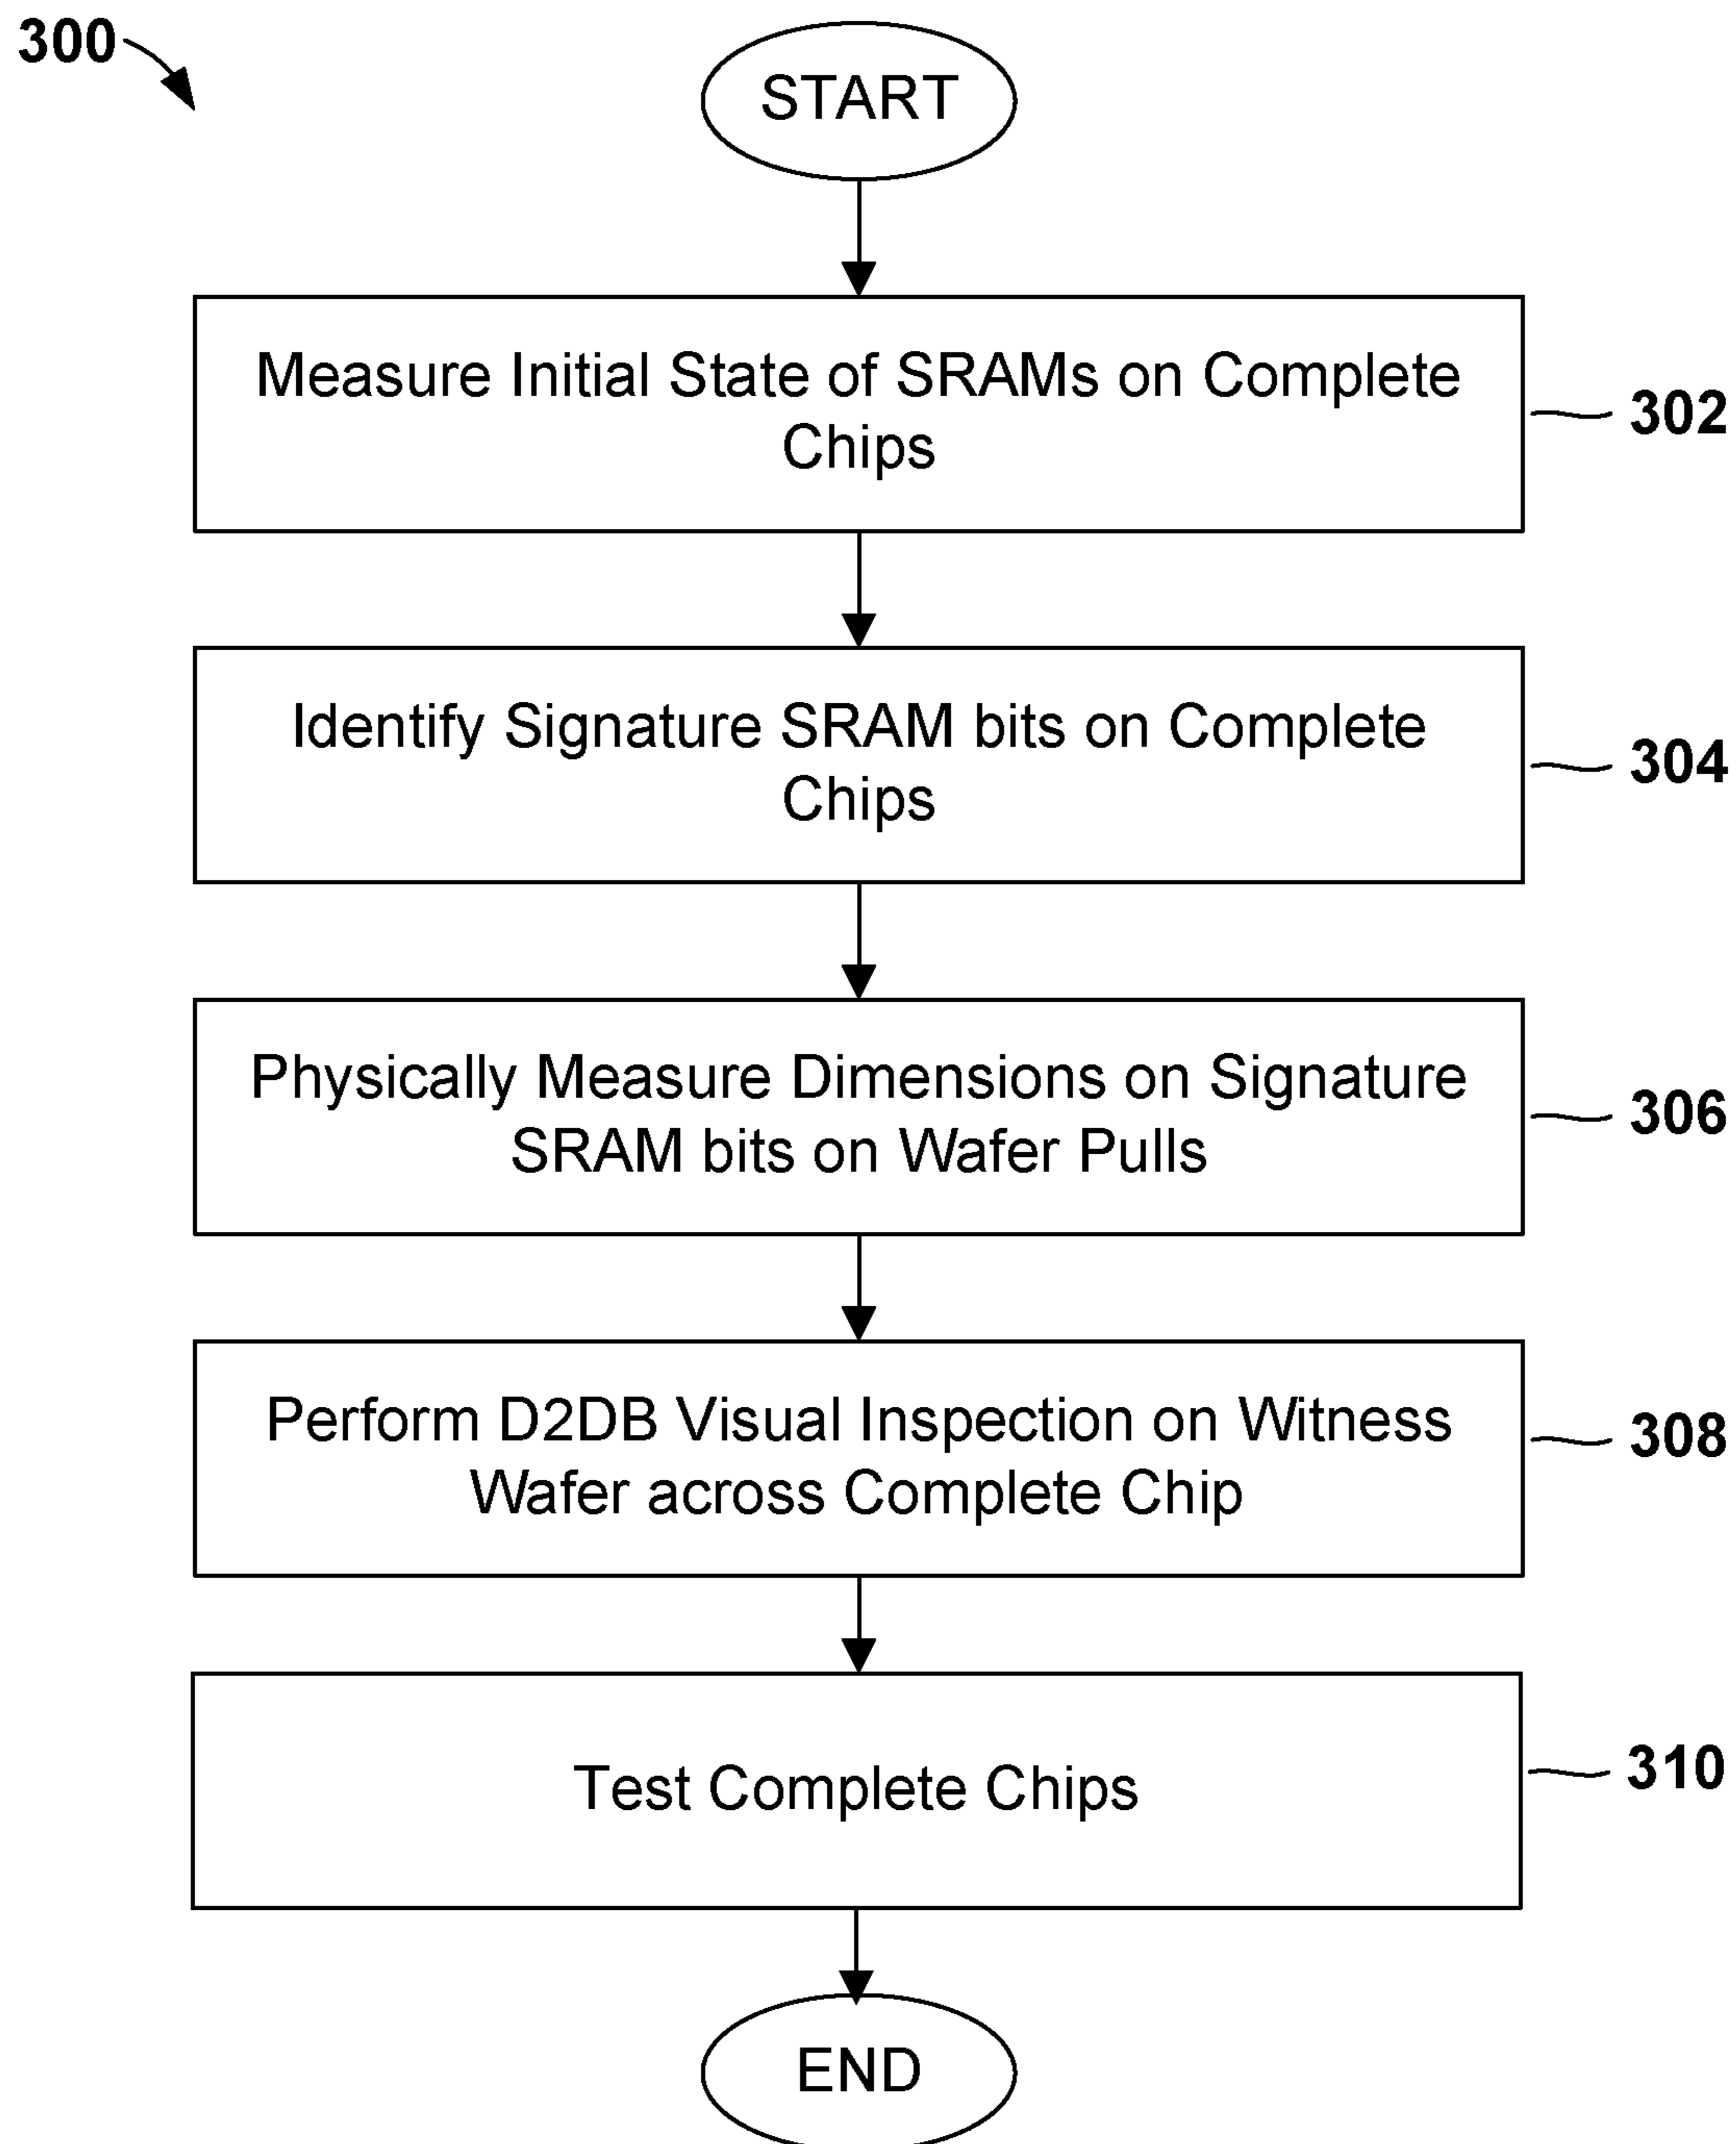 300
START
Measure Initial State of SRAMs on Complete
Chips
302
Identify Signature SRAM bits on Complete
Chips
304
Physically Measure Dimensions on Signature
SRAM bits on Wafer Pulls
306
Perform D2DB Visual Inspection on Witness
Wafer across Complete Chip
308
Test Complete Chips
310
END